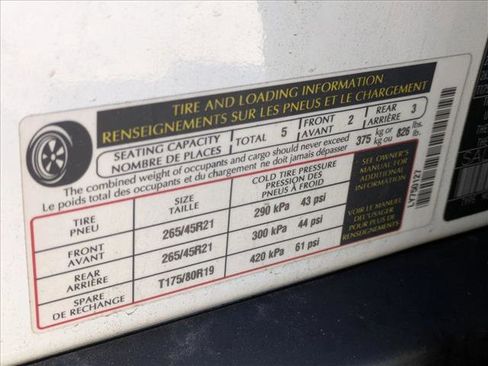 TIRE AND LOADING INFORMATION
RENSEIGNEMENTS SUR LES PNEUS ET LE CHARGEMENT
SEATING CAPACITY
NOMBRE DE PLACES
TOTAL 5
FRONT
AVANT 2
REAR
ARRIÈRE 3
The combined weight of occupants and cargo should never exceed
Le poids total des occupants et du chargement ne doit jamais dépasser
375 kg or 826 lbs.
kg ou lb.
TIRE
PNEU
SIZE
TAILLE
COLD TIRE PRESSURE
PRESSION DES
PNEUS À FROID
FRONT
AVANT
265/45R21
290 kPa 43 psi
REAR
ARRIÈRE
265/45R21
300 kPa 44 psi
SPARE
DE RECHANGE
T175/80R19
420 kPa 61 psi
SEE OWNER'S
MANUAL FOR
ADDITIONAL
INFORMATION
VOIR LE MANUEL
DE L'USAGER
POUR PLUS DE
RENSEIGNEMENTS